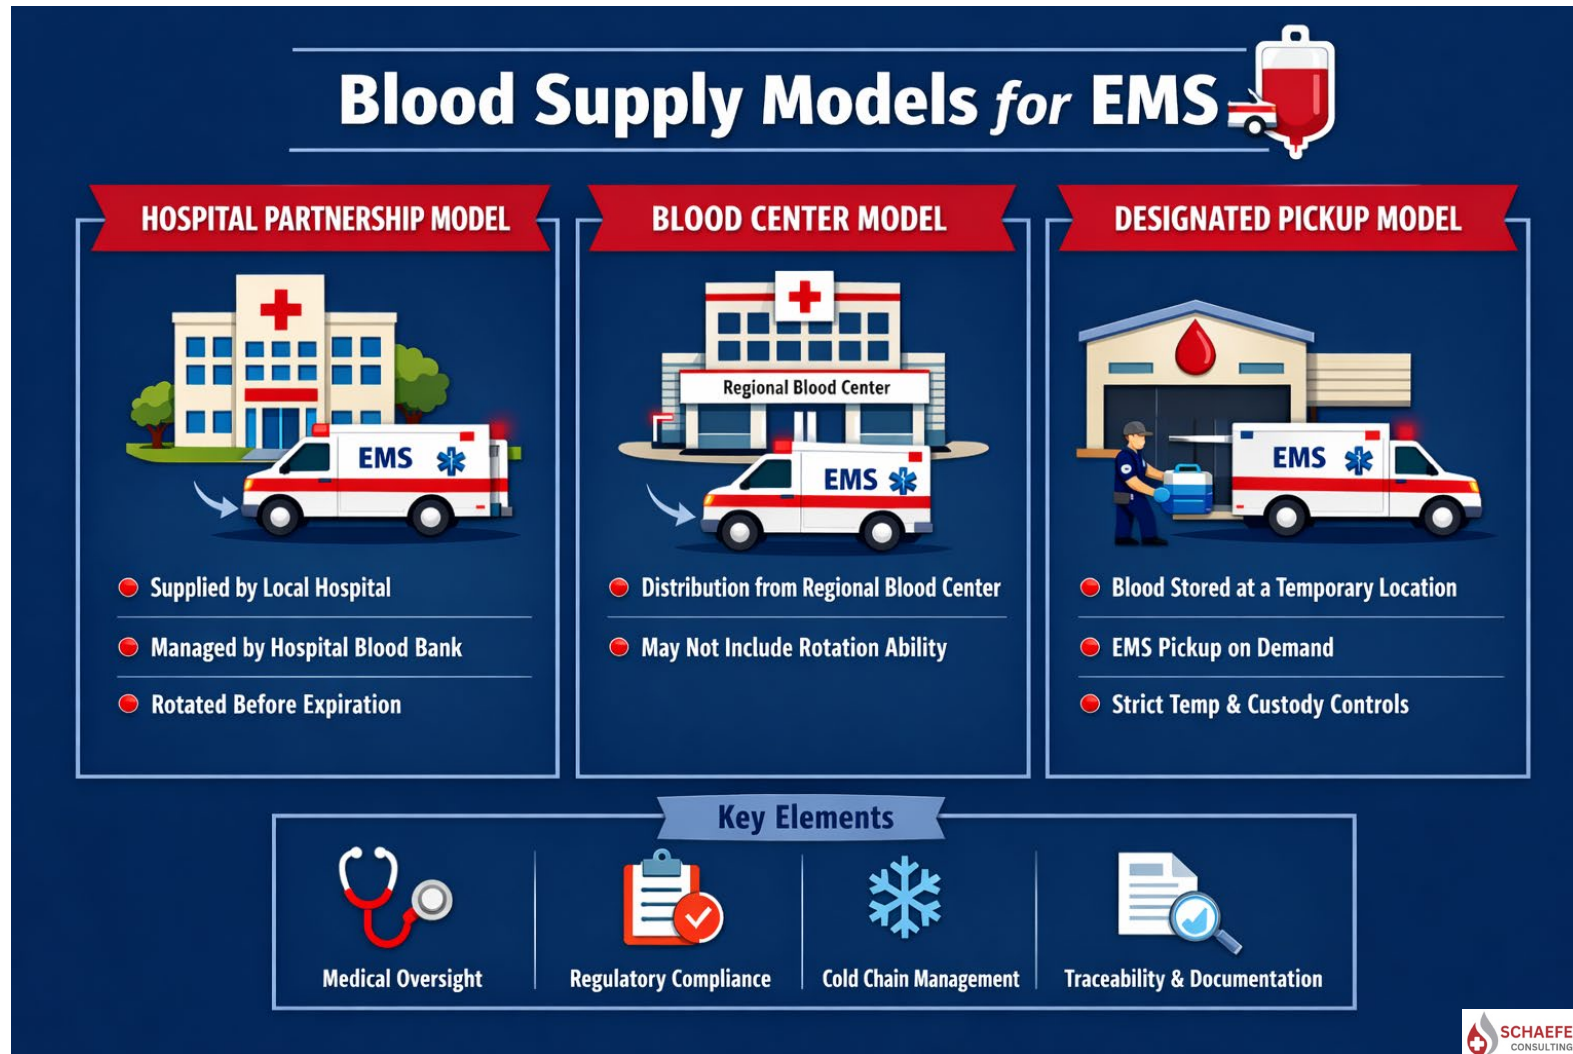 Blood Supply Models for EMS
HOSPITAL PARTNERSHIP MODEL
EMS
Supplied by Local Hospital
Managed by Hospital Blood Bank
Rotated Before Expiration
BLOOD CENTER MODEL
Regional Blood Center
EMS
Distribution from Regional Blood Center
May Not Include Rotation Ability
DESIGNATED PICKUP MODEL
EMS
Blood Stored at a Temporary Location
EMS Pickup on Demand
Strict Temp & Custody Controls
Key Elements
Medical Oversight
Regulatory Compliance
Cold Chain Management
Traceability & Documentation
SCHAEFE
CONSULTING